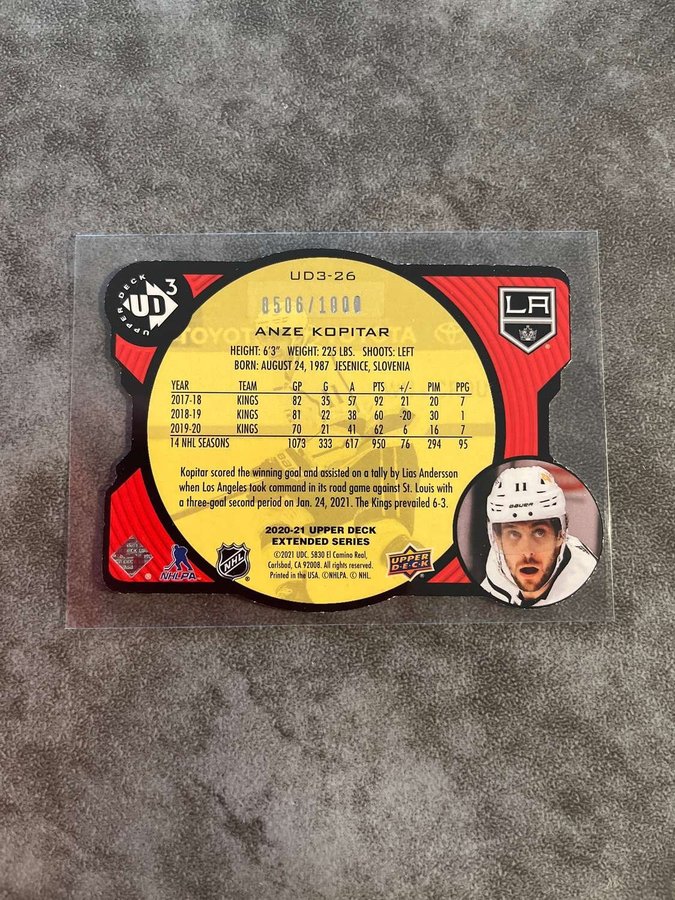 UD3-26
UPPER DECK
UD3
0506/1000
LA
ANZE KOPITAR
HEIGHT: 6'3" WEIGHT: 225 LBS. SHOOTS: LEFT
BORN: AUGUST 24, 1987 JESENICE, SLOVENIA
YEAR TEAM GP G A PTS +/- PIM PPG
2017-18 KINGS 82 35 57 92 21 20 7
2018-19 KINGS 81 22 38 60 -20 30 1
2019-20 KINGS 70 21 41 62 6 16 7
14 NHL SEASONS 1073 333 617 950 76 294 95
Kopitar scored the winning goal and assisted on a tally by Lias Andersson
when Los Angeles took command in its road game against St. Louis with
a three-goal second period on Jan. 24, 2021. The Kings prevailed 6-3.
2020-21 UPPER DECK
EXTENDED SERIES
©2021 UDC. 5830 El Camino Real,
Carlsbad, CA 92008. All rights reserved.
Printed in the USA. ©NHLPA. © NHL.
NHLPA
NHL
UPPER
DECK
11
BAUER
TOYOTA